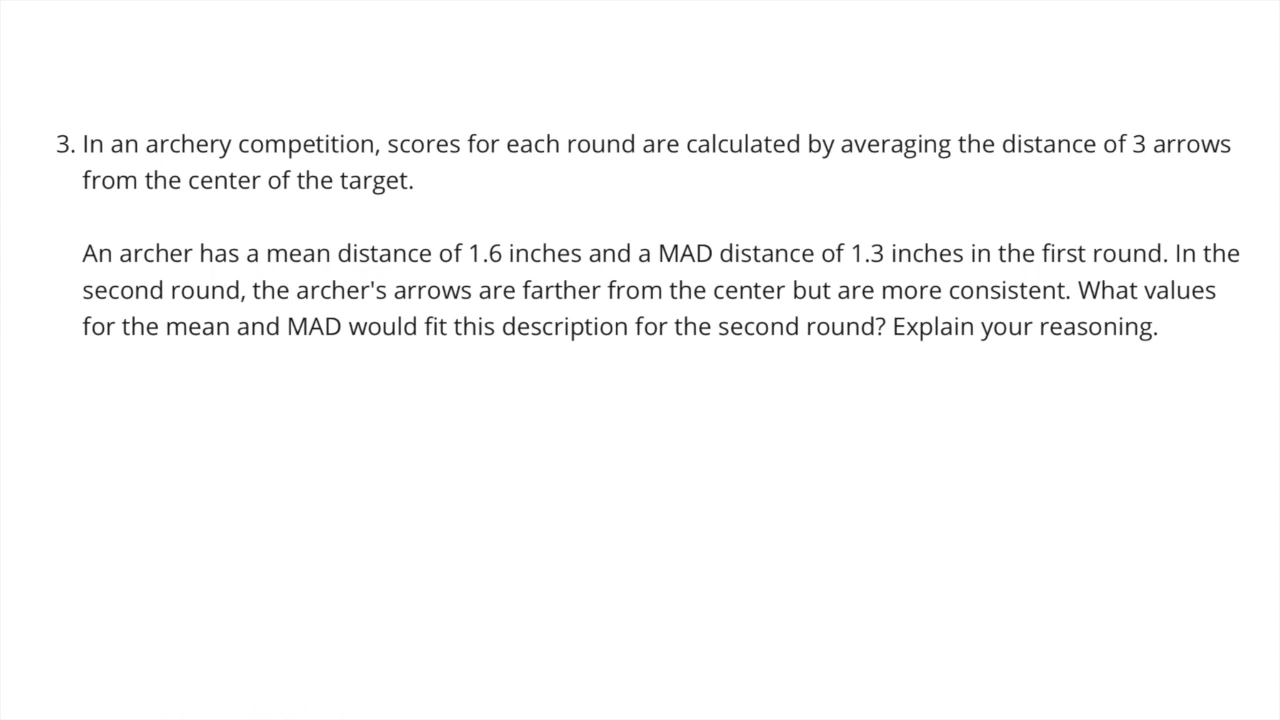 3. In an archery competition, scores for each round are calculated by averaging the distance of 3 arrows
from the center of the target.
An archer has a mean distance of 1.6 inches and a MAD distance of 1.3 inches in the first round. In the
second round, the archer's arrows are farther from the center but are more consistent. What values
for the mean and MAD would fit this description for the second round? Explain your reasoning.